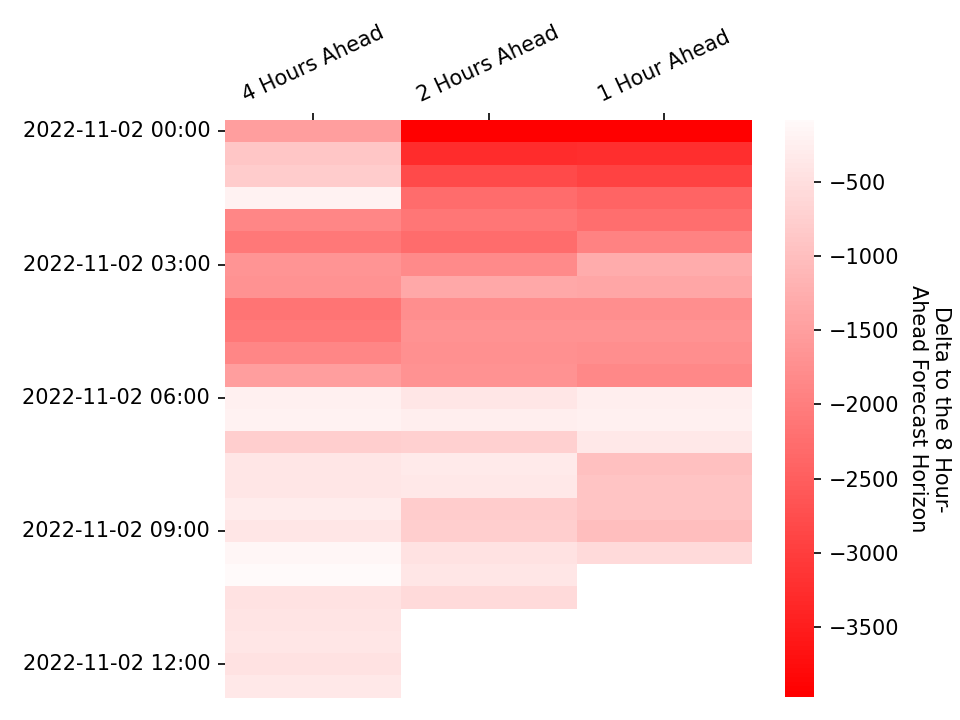 4 Hours Ahead
2 Hours Ahead
1 Hour Ahead
2022-11-02 00:00
2022-11-02 03:00
2022-11-02 06:00
2022-11-02 09:00
2022-11-02 12:00
−500
−1000
−1500
−2000
−2500
−3000
−3500
Delta to the 8 Hour-
Ahead Forecast Horizon